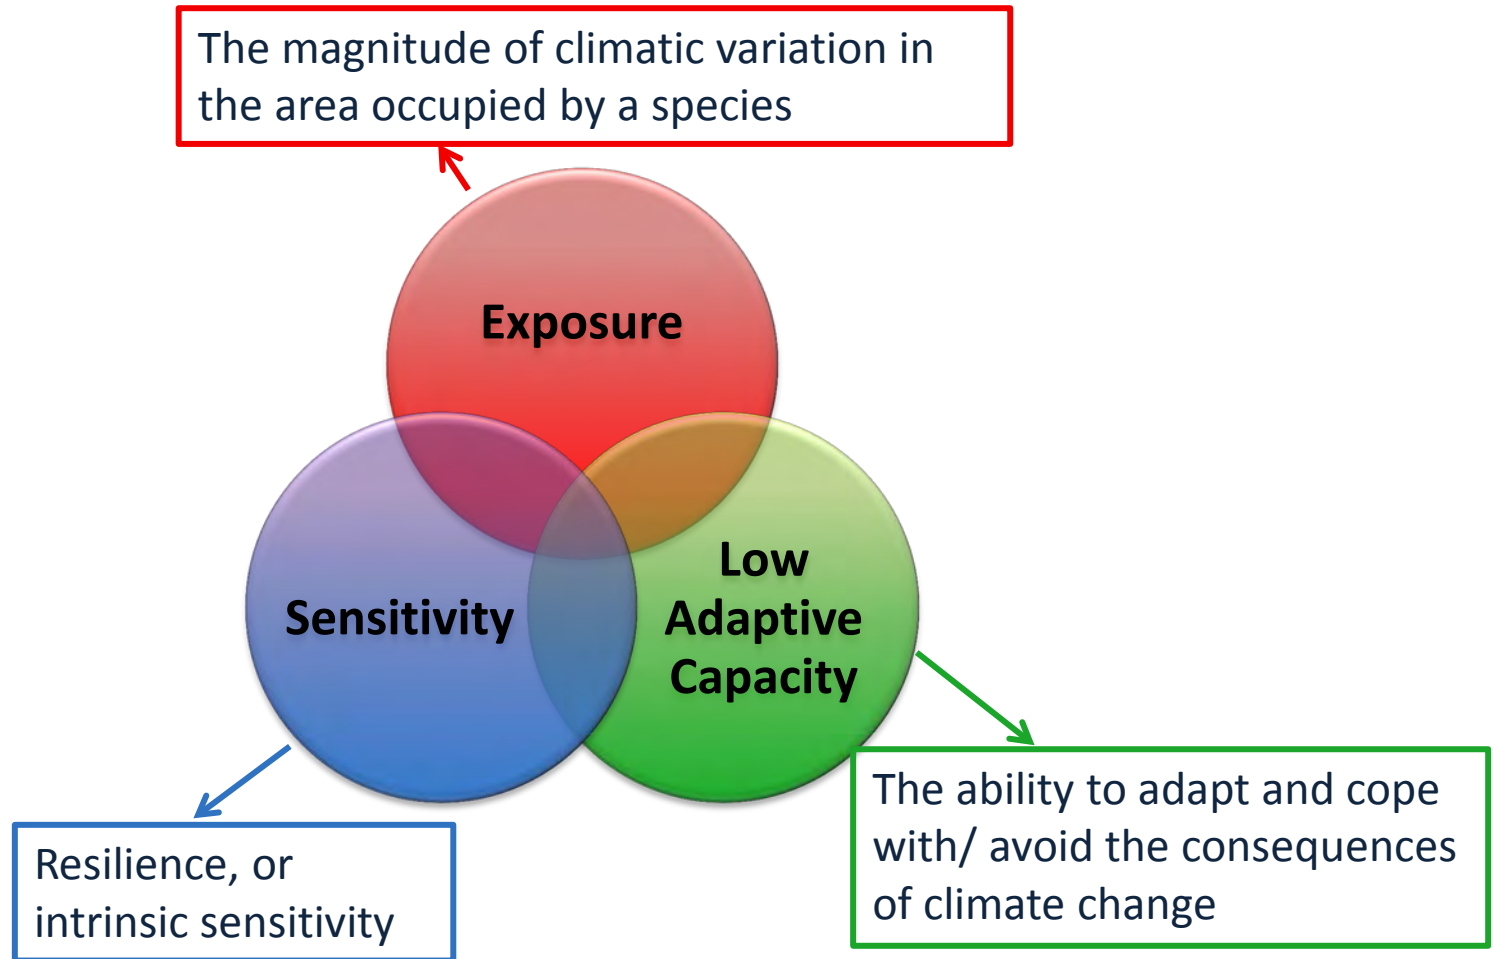 The magnitude of climatic variation in
the area occupied by a species
Exposure
Sensitivity
Low
Adaptive
Capacity
Resilience, or
intrinsic sensitivity
The ability to adapt and cope
with/ avoid the consequences
of climate change